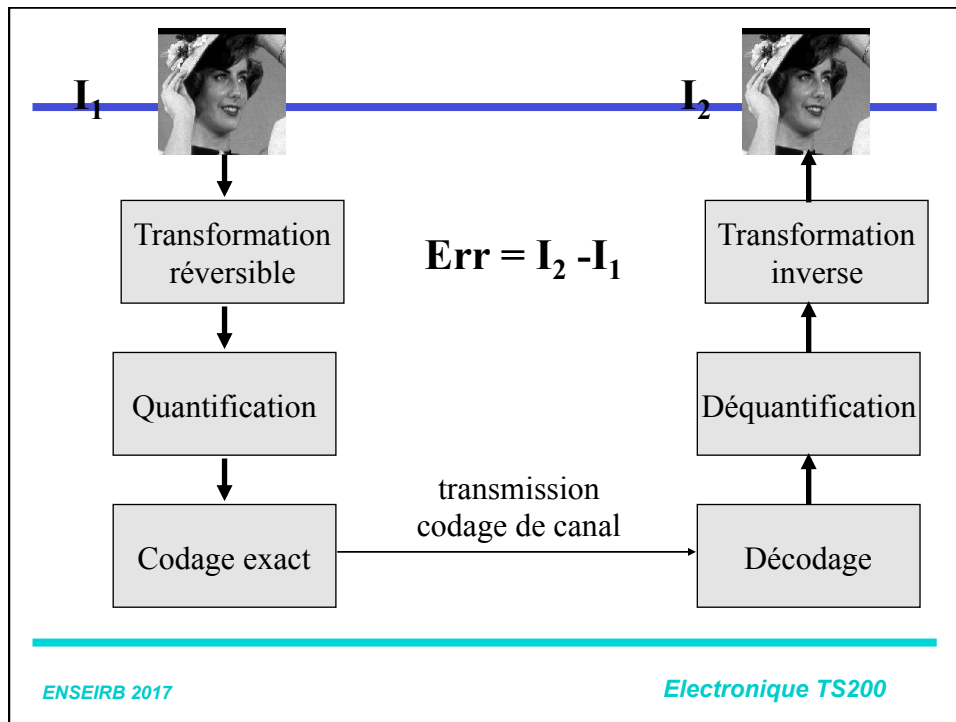 I₁
I₂
Transformation
réversible
Err = I₂ -I₁
Transformation
inverse
Quantification
Déquantification
transmission
codage de canal
Codage exact
Décodage
ENSEIRB 2017
Electronique TS200